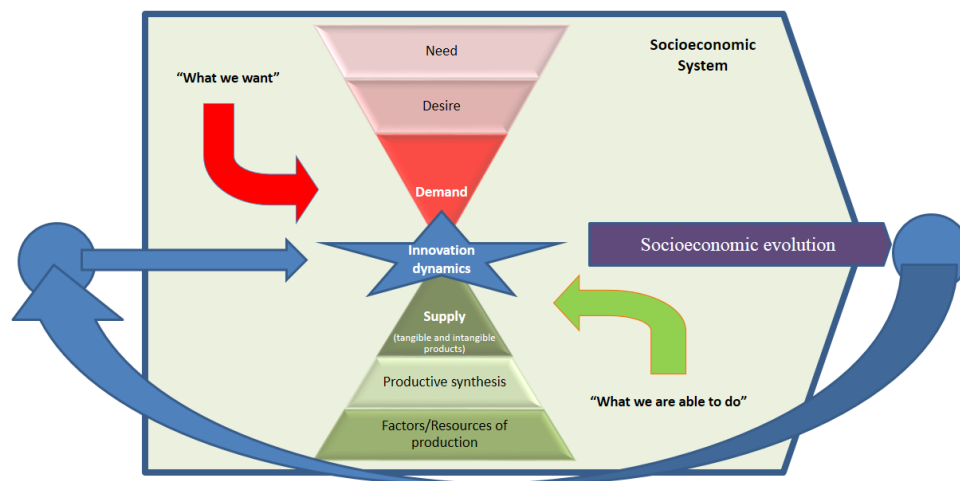 Need
Socioeconomic
System
“What we want”
Desire
Demand
Innovation
dynamics
Socioeconomic evolution
Supply
(tangible and intangible
products)
Productive synthesis
“What we are able to do”
Factors/Resources of
production